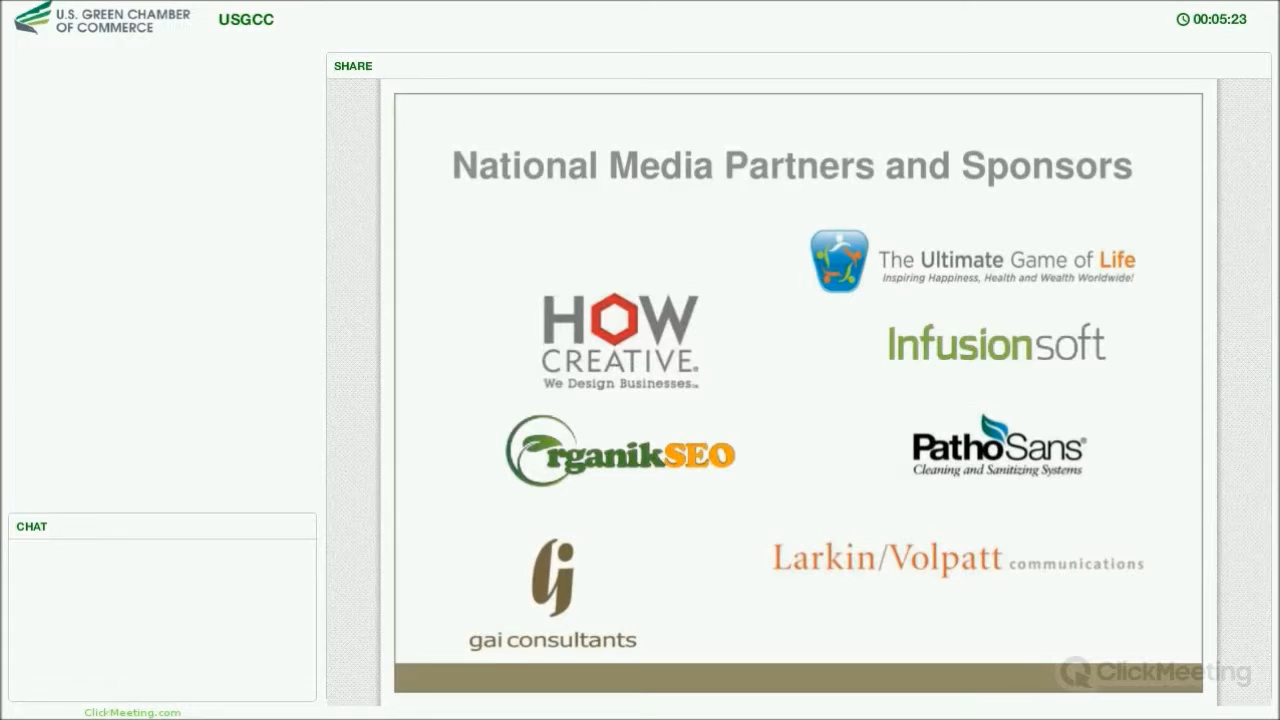 U.S. GREEN CHAMBER
OF COMMERCE
USGCC
00:05:23
SHARE
National Media Partners and Sponsors
The Ultimate Game of Life
Inspiring Happiness, Health and Wealth Worldwide!
HOW
CREATIVE®
We Design Businesses℠
Infusionsoft
OrganikSEO
PathoSans®
Cleaning and Sanitizing Systems
Larkin/Volpatt communications
gai consultants
ClickMeeting
CHAT
ClickMeeting.com